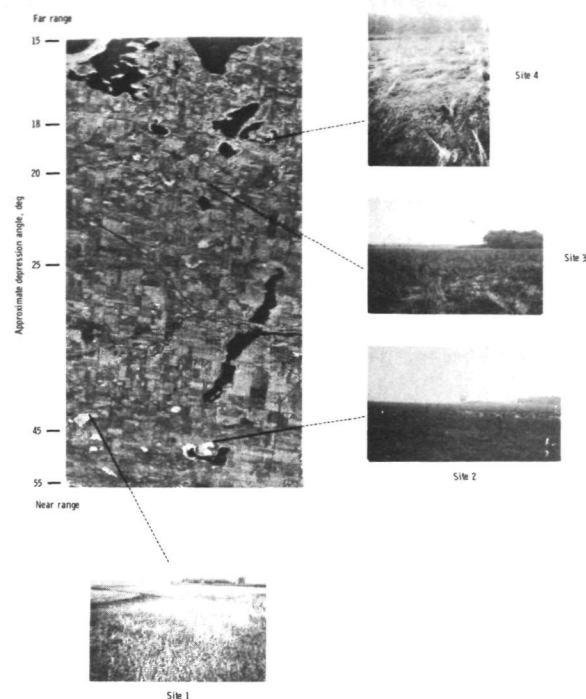 Far range
15
Site 4
18
20
Site 3
Approximate depression angle, deg
25
45
Site 2
55
Near range
Site 1